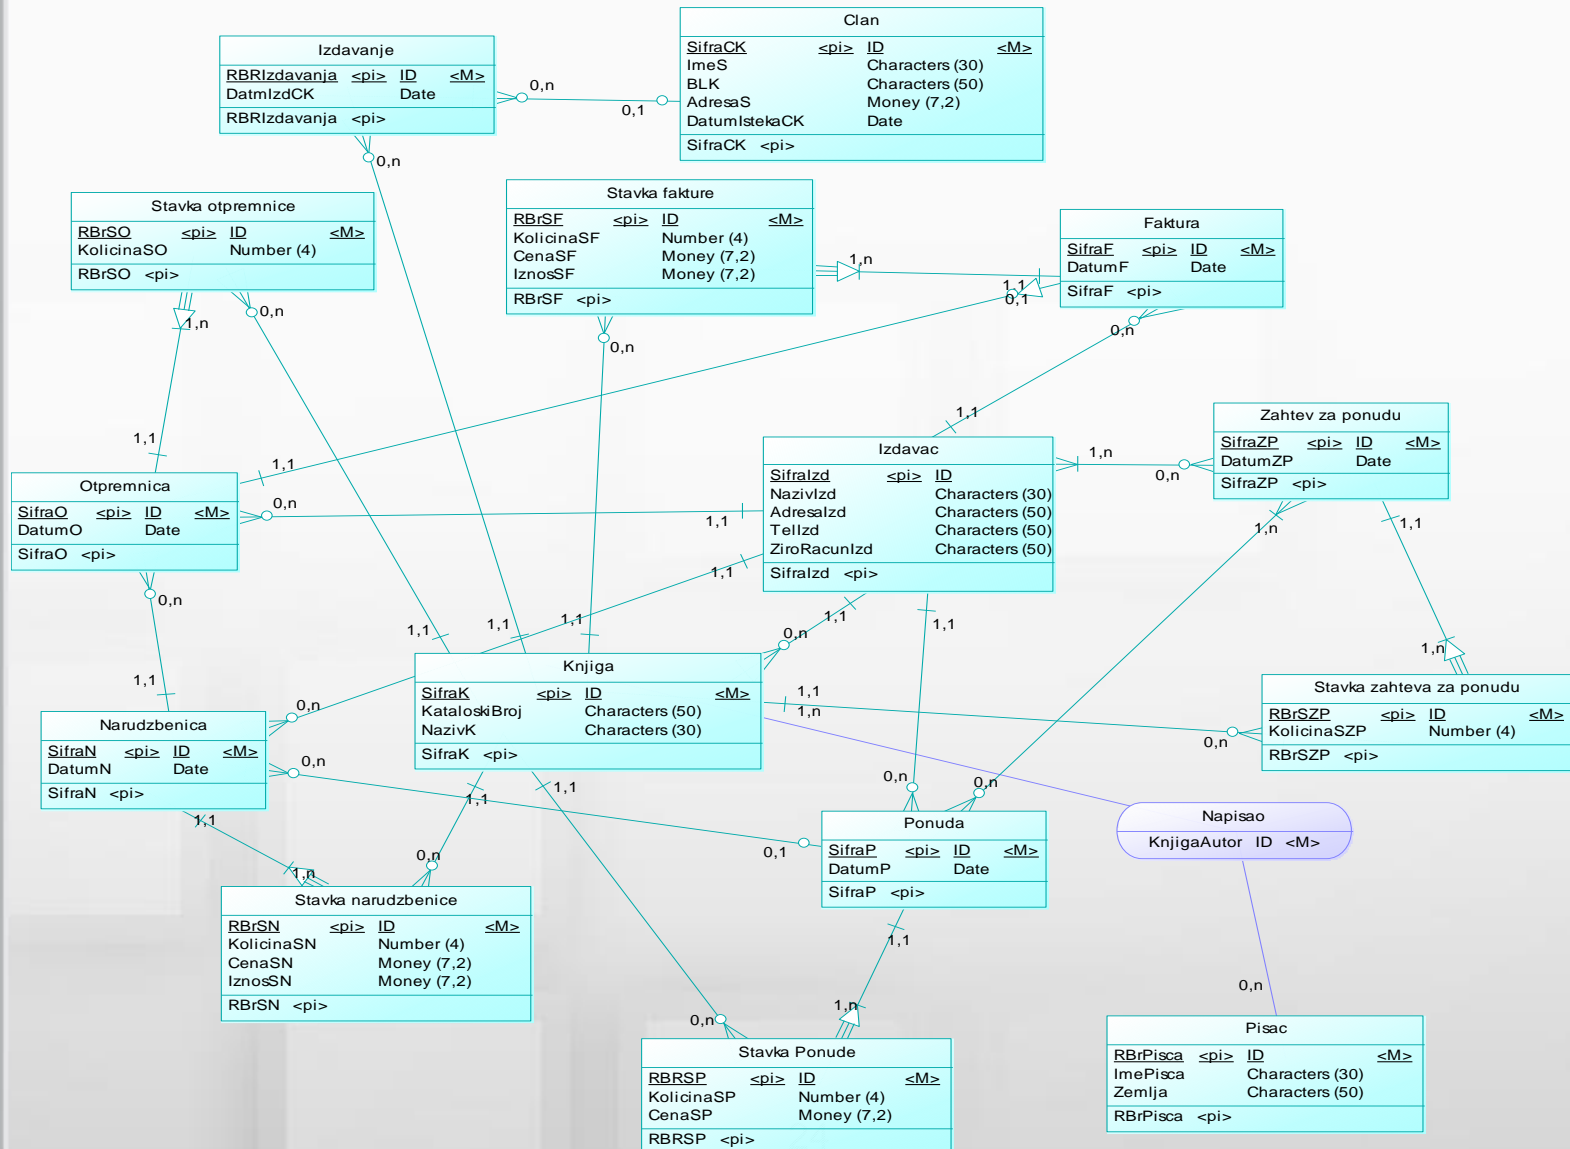 Clan
SifraCK <pi> ID <M>
ImeS Characters (30)
BLK Characters (50)
AdresaS Money (7,2)
DatumIstekaCK Date
SifraCK <pi>
Izdavanje
RBRIzdavanja <pi> ID <M>
DatmIzdCK Date
RBRIzdavanja <pi>
0,n
0,1
0,n
Stavka otpremnice
RBrSO <pi> ID <M>
KolicinaSO Number (4)
RBrSO <pi>
1,n
0,n
Stavka fakture
RBrSF <pi> ID <M>
KolicinaSF Number (4)
CenaSF Money (7,2)
IznosSF Money (7,2)
RBrSF <pi>
1,n
0,n
Faktura
SifraF <pi> ID <M>
DatumF Date
SifraF <pi>
1,1
0,1
0,n
1,1
Zahtev za ponudu
SifraZP <pi> ID <M>
DatumZP Date
SifraZP <pi>
1,n
0,n
1,n
1,1
Izdavac
SifraIzd <pi> ID
NazivIzd Characters (30)
AdresaIzd Characters (50)
TelIzd Characters (50)
ZiroRacunIzd Characters (50)
SifraIzd <pi>
1,1
1,1
1,1
1,1
1,1
1,1
Otpremnica
SifraO <pi> ID <M>
DatumO Date
SifraO <pi>
0,n
0,n
1,1
1,1
1,1
1,1
0,n
Knjiga
SifraK <pi> ID <M>
KataloskiBroj Characters (50)
NazivK Characters (30)
SifraK <pi>
1,1
1,n
1,1
1,1
1,n
Stavka zahteva za ponudu
RBrSZP <pi> ID <M>
KolicinaSZP Number (4)
RBrSZP <pi>
0,n
Narudzbenica
SifraN <pi> ID <M>
DatumN Date
SifraN <pi>
0,n
0,n
1,1
1,n
0,n
Ponuda
SifraP <pi> ID <M>
DatumP Date
SifraP <pi>
0,n
0,n
0,1
1,1
Napisao
KnjigaAutor ID <M>
0,n
Stavka narudzbenice
RBrSN <pi> ID <M>
KolicinaSN Number (4)
CenaSN Money (7,2)
IznosSN Money (7,2)
RBrSN <pi>
1,n
0,n
Stavka Ponude
RBRSP <pi> ID <M>
KolicinaSP Number (4)
CenaSP Money (7,2)
RBRSP <pi>
Pisac
RBrPisca <pi> ID <M>
ImePisca Characters (30)
Zemlja Characters (50)
RBrPisca <pi>